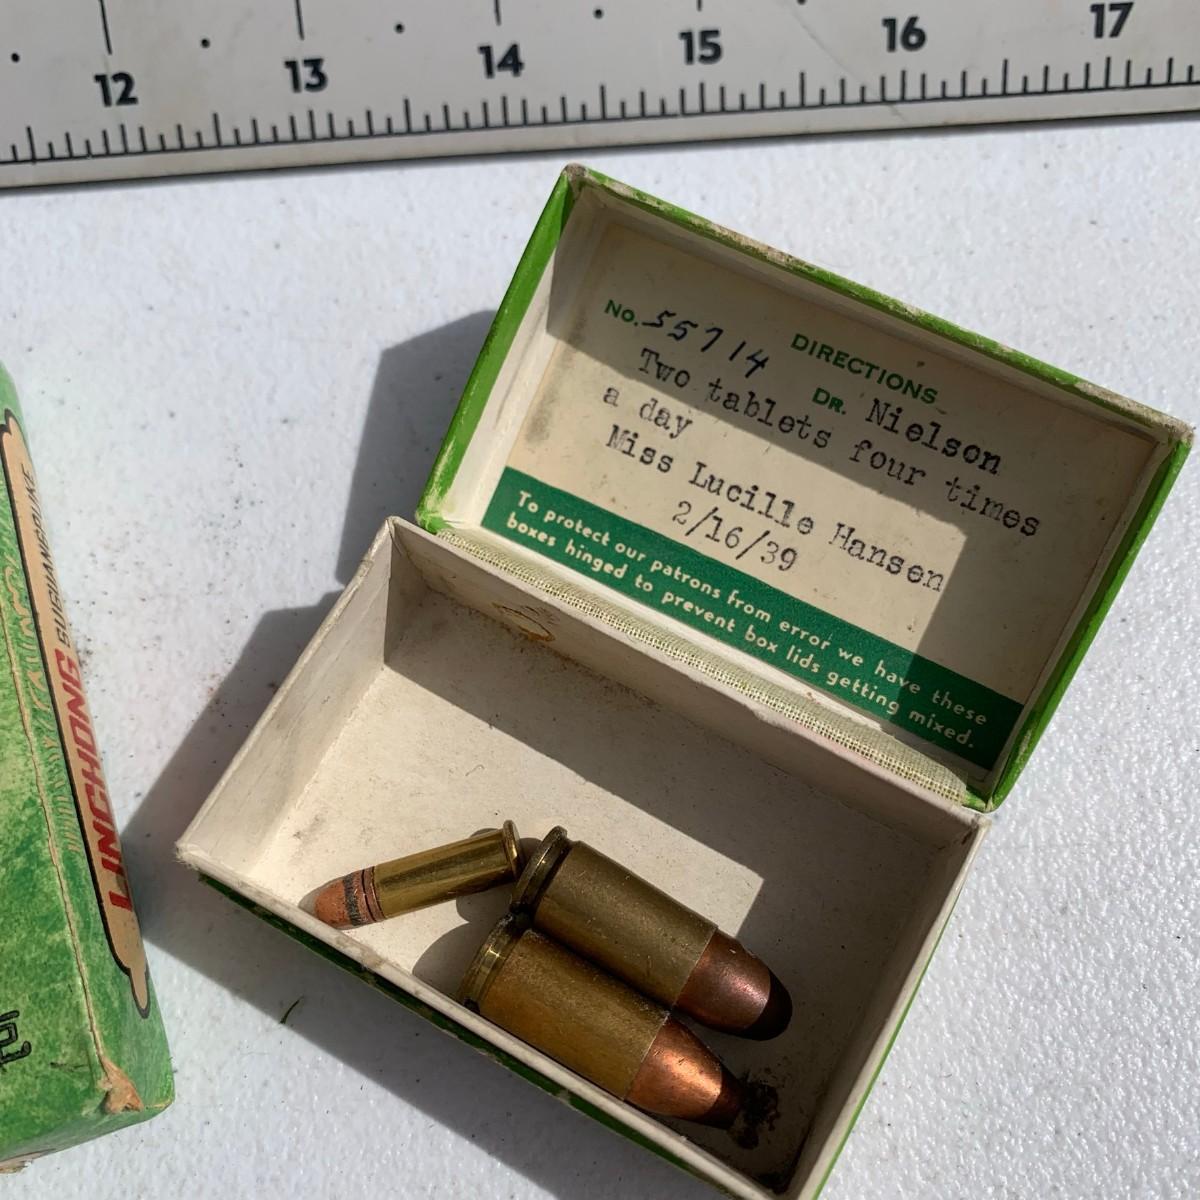 12 13 14 15 16 17
No. 55714 DIRECTIONS
DR. Nielson
Two tablets four times
a day
Miss Lucille Hansen
2/16/39
To protect our patrons from error we have these
boxes hinged to prevent box lids getting mixed.
LINCHONG